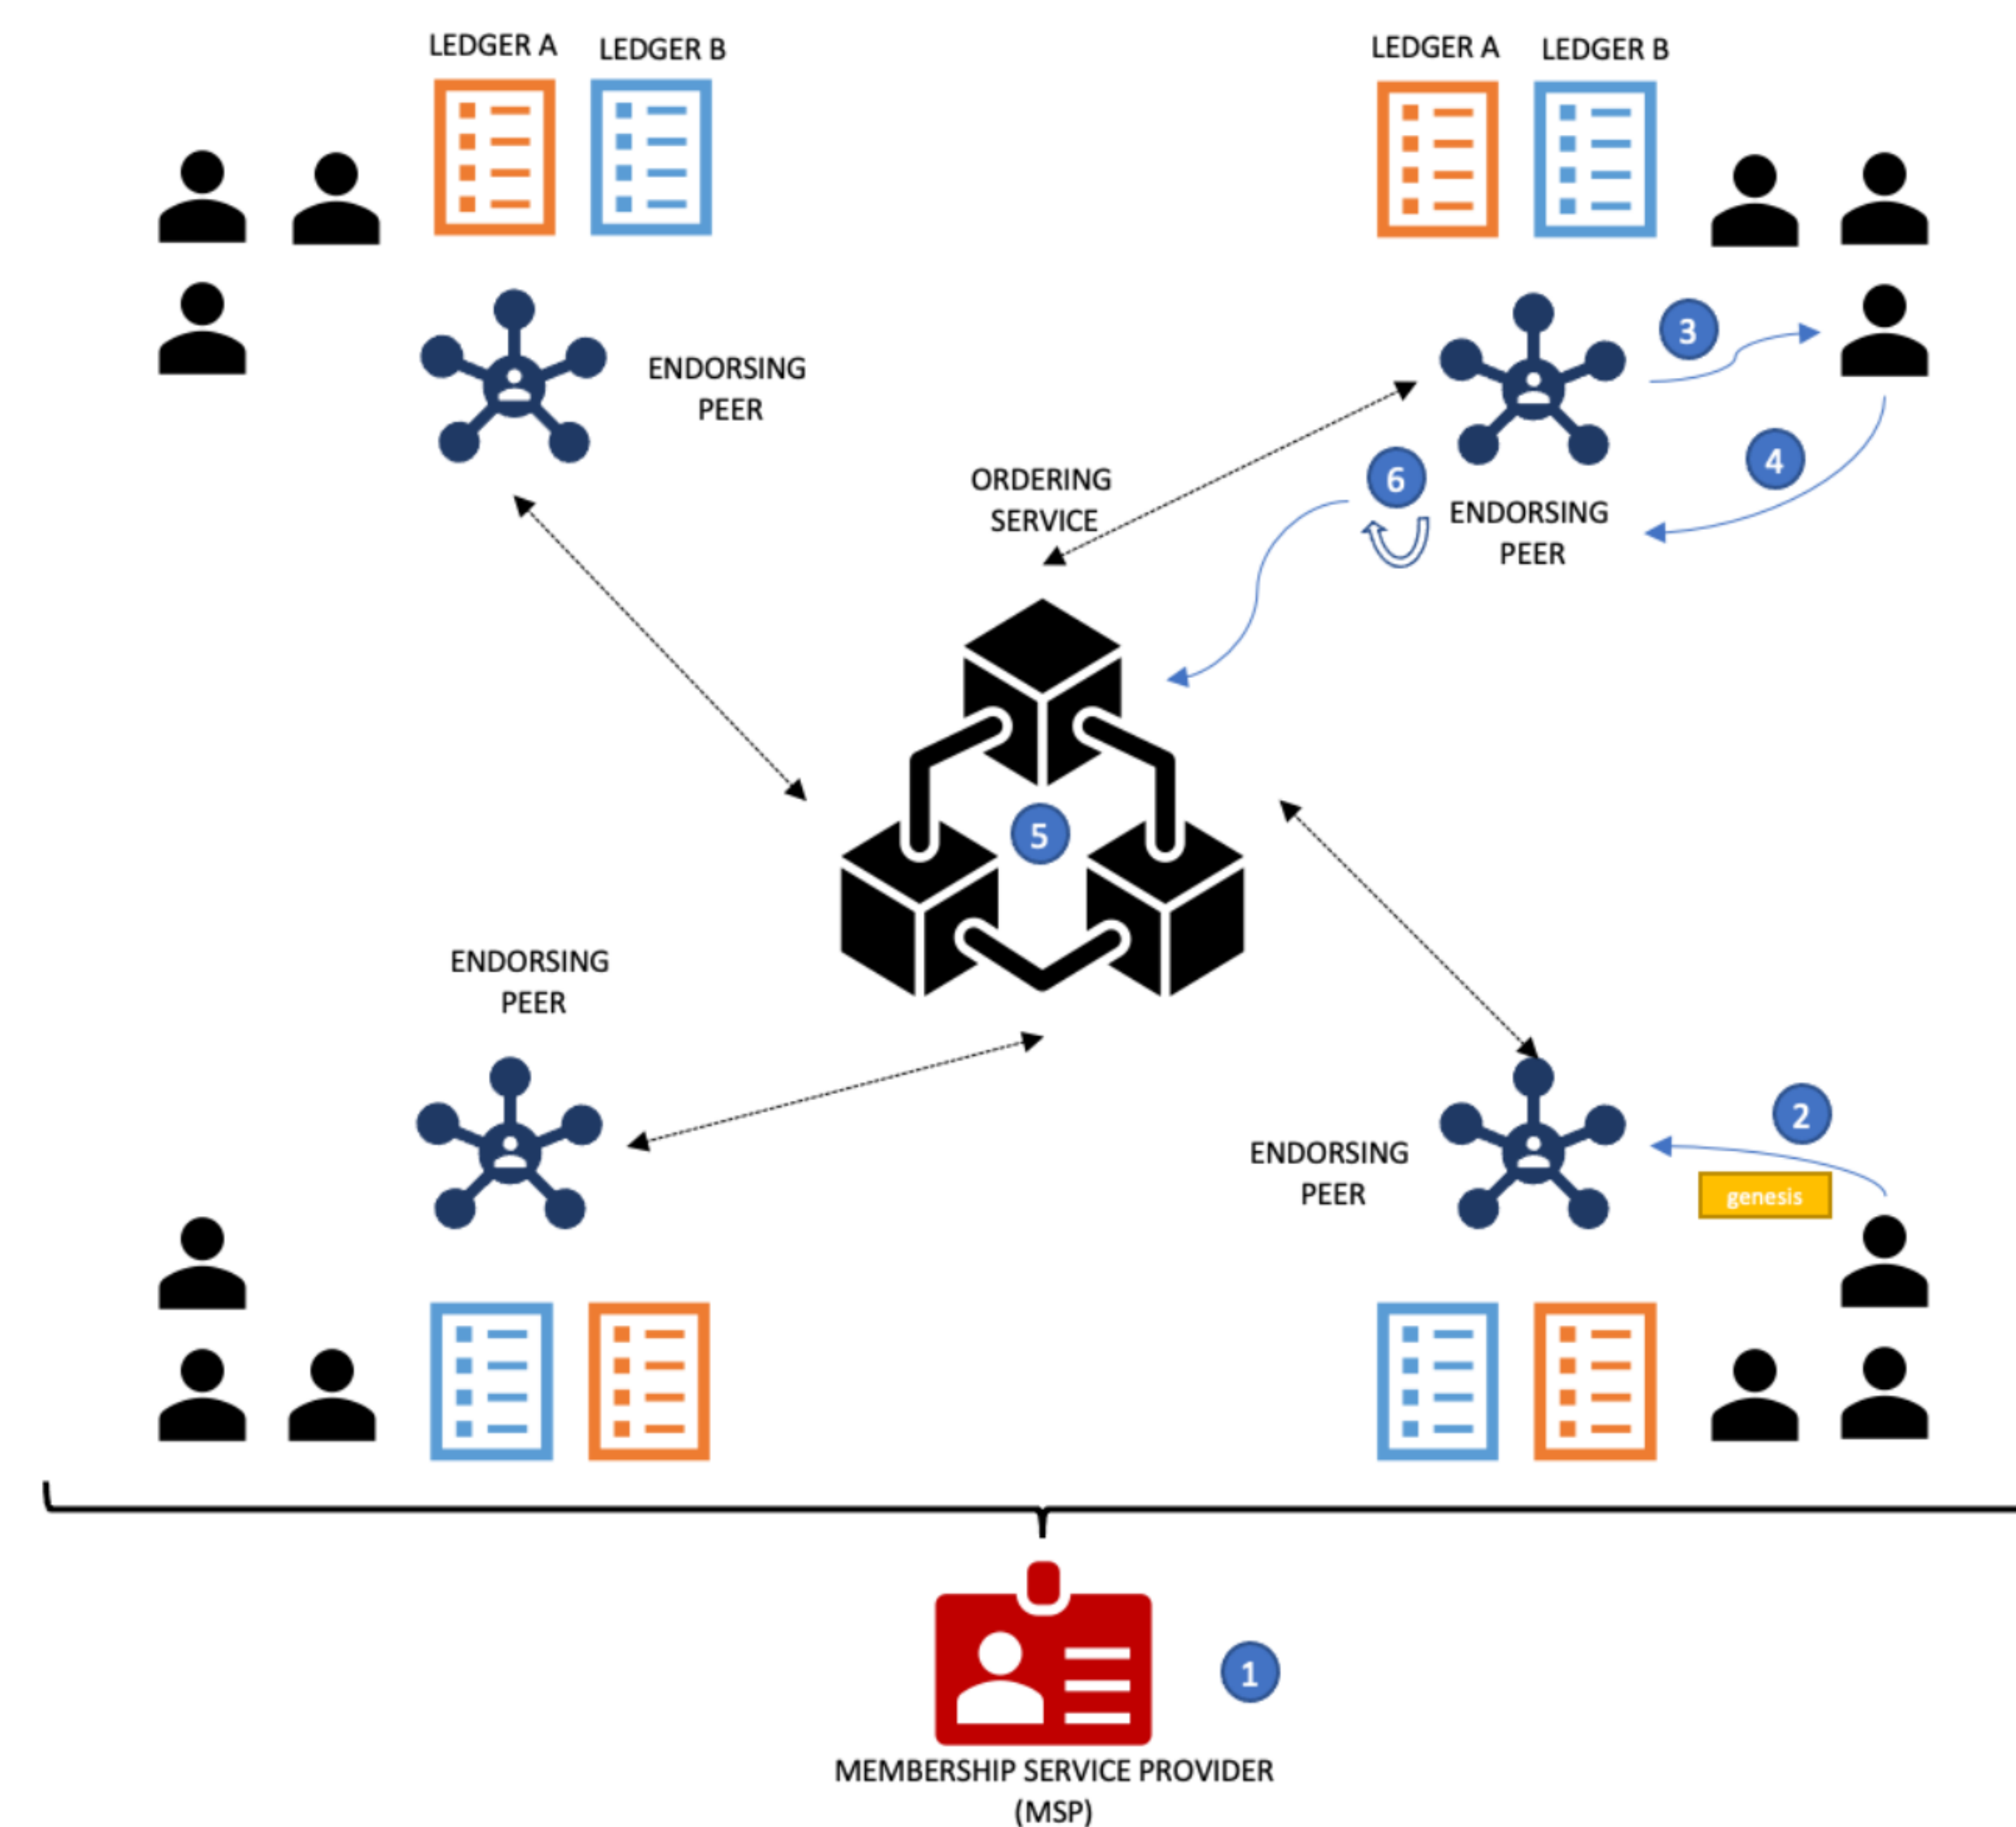 LEDGER A
LEDGER B
LEDGER A
LEDGER B
ENDORSING
PEER
3
4
ORDERING
SERVICE
6
ENDORSING
PEER
5
ENDORSING
PEER
ENDORSING
PEER
2
genesis
1
MEMBERSHIP SERVICE PROVIDER
(MSP)